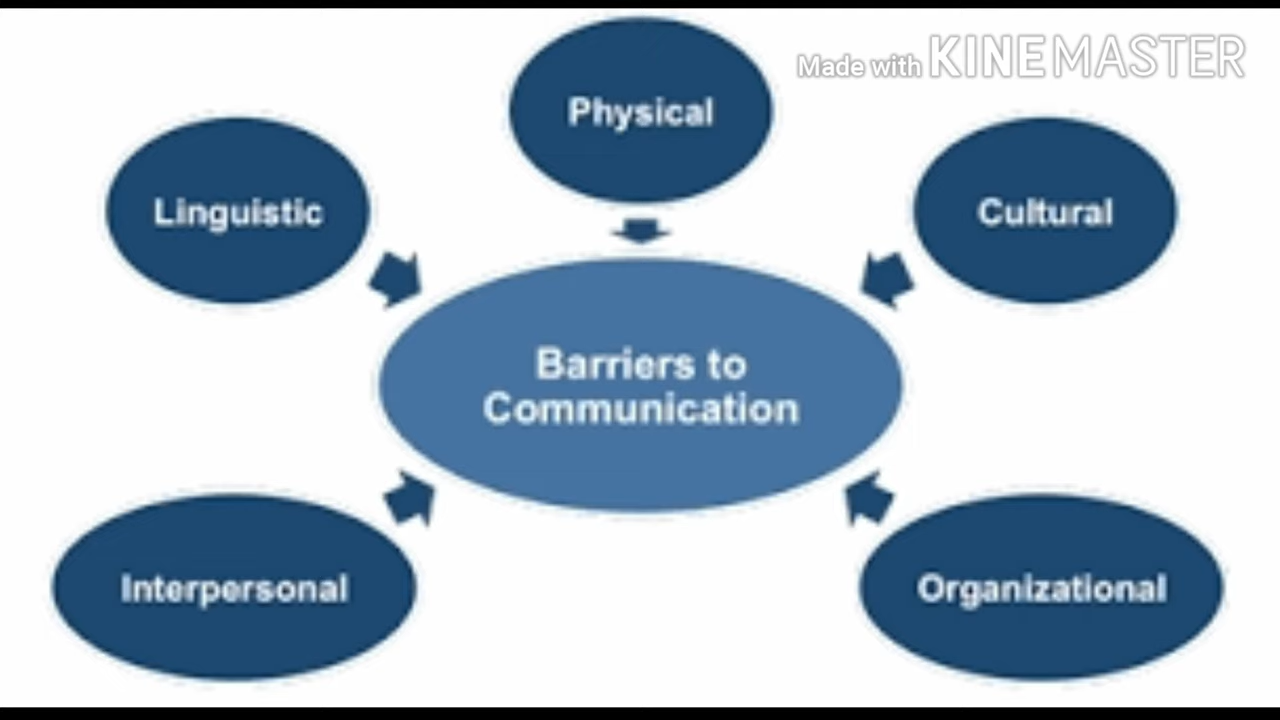 Made with KINEMASTER
Physical
Linguistic
Cultural
Barriers to
Communication
Interpersonal
Organizational